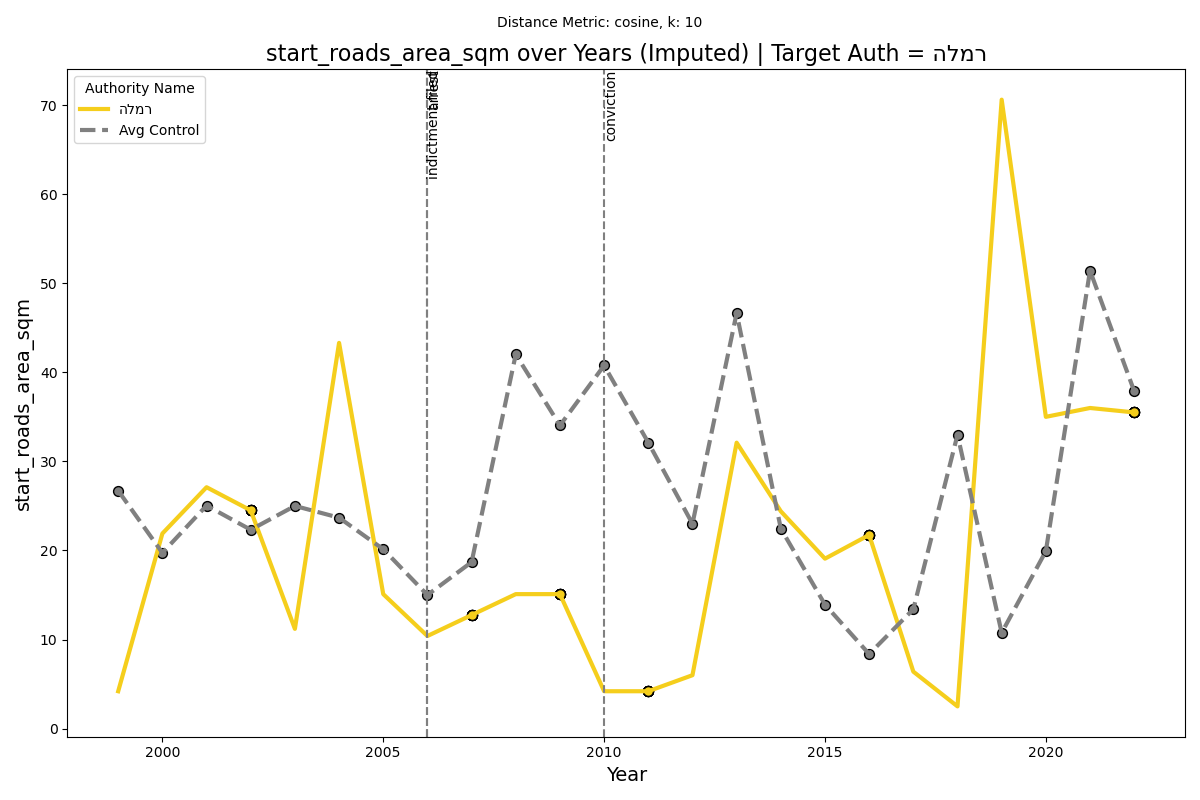 Distance Metric: cosine, k: 10
start_roads_area_sqm over Years (Imputed) | Target Auth = רמלה
Authority Name
רמלה
Avg Control
indictment filed
arrest
conviction
start_roads_area_sqm
70
60
50
40
30
20
10
0
2000
2005
2010
2015
2020
Year